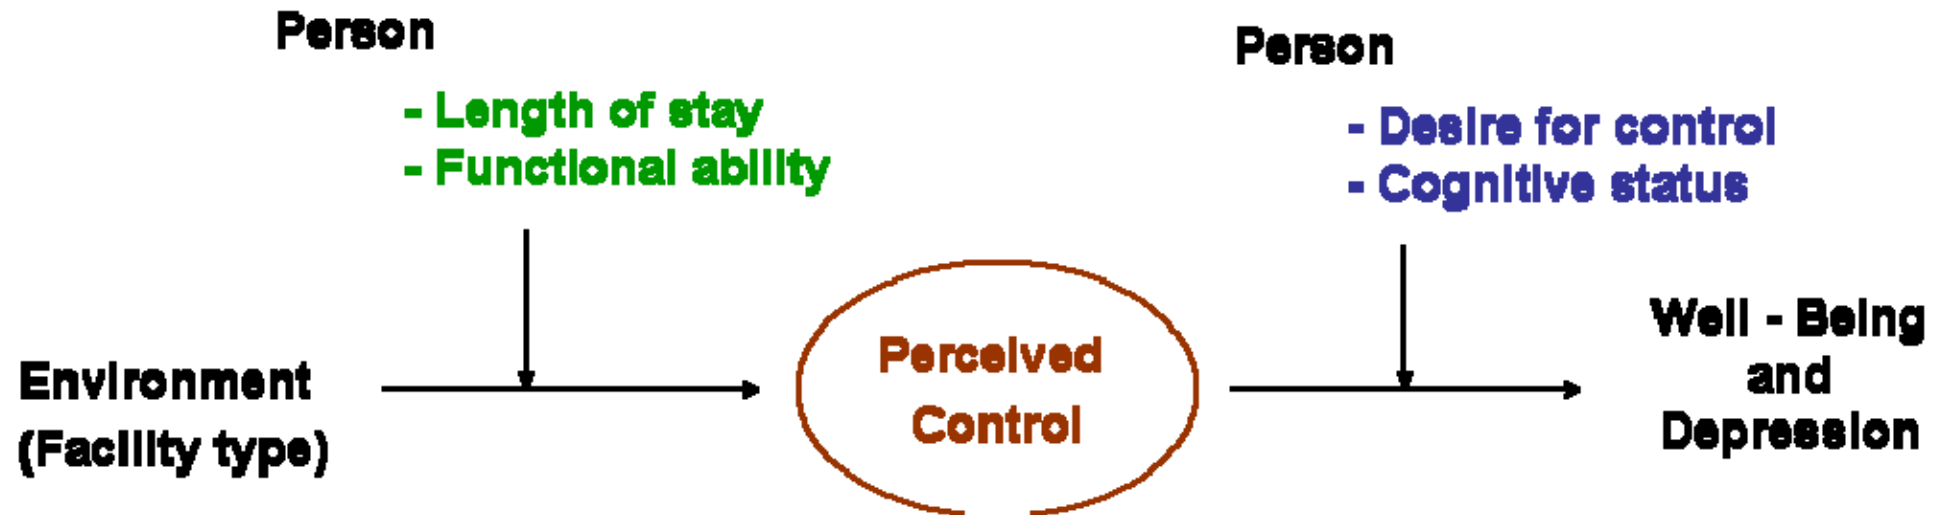 Person
- Length of stay
- Functional ability
Person
- Desire for control
- Cognitive status
Environment
(Facility type)
Perceived
Control
Well - Being
and
Depression